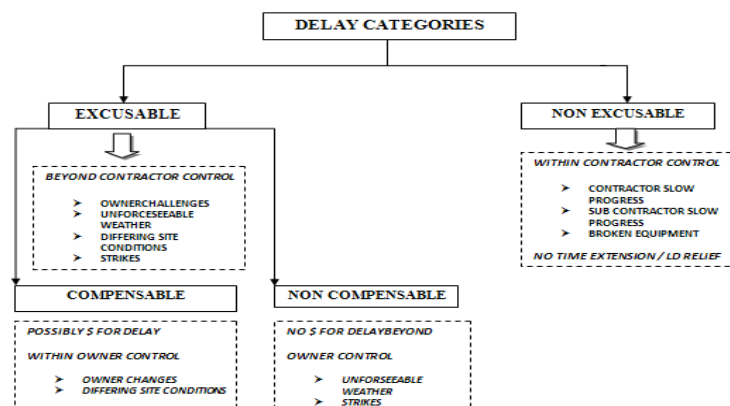 DELAY CATEGORIES
EXCUSABLE
NON EXCUSABLE
BEYOND CONTRACTOR CONTROL
➤ OWNERCHALLENGES
➤ UNFORCESEEABLE
WEATHER
➤ DIFFERING SITE
CONDITIONS
➤ STRIKES
WITHIN CONTRACTOR CONTROL
➤ CONTRACTOR SLOW
PROGRESS
➤ SUB CONTRACTOR SLOW
PROGRESS
➤ BROKEN EQUIPMENT
NO TIME EXTENSION / LD RELIEF
COMPENSABLE
NON COMPENSABLE
POSSIBLY $ FOR DELAY
WITHIN OWNER CONTROL
➤ OWNER CHANGES
➤ DIFFERING SITE CONDITIONS
NO $ FOR DELAYBEYOND
OWNER CONTROL
➤ UNFORSEEABLE
WEATHER
➤ STRIKES